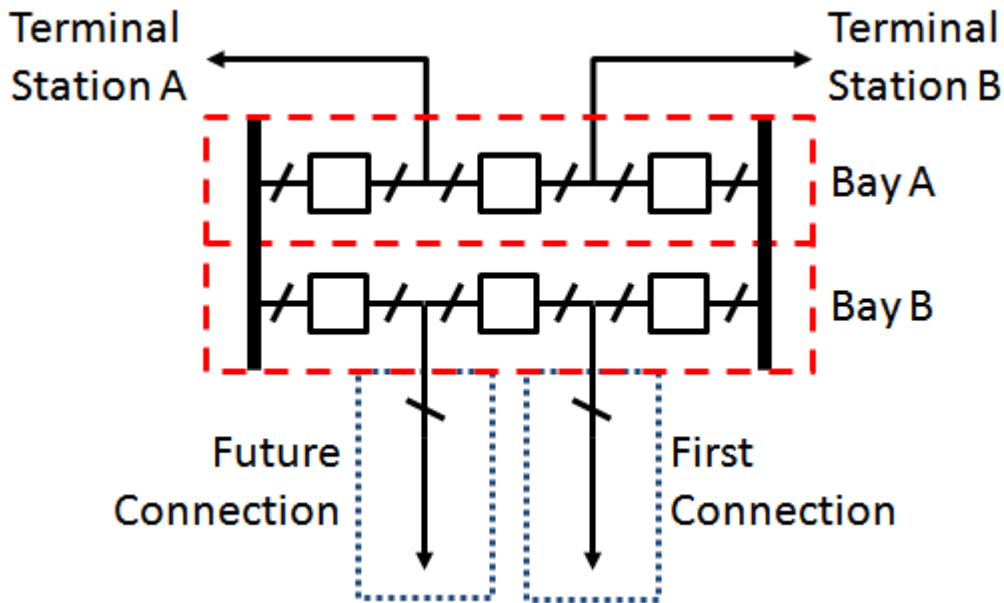 Terminal
Station A
Terminal
Station B
Bay A
Bay B
Future
Connection
First
Connection